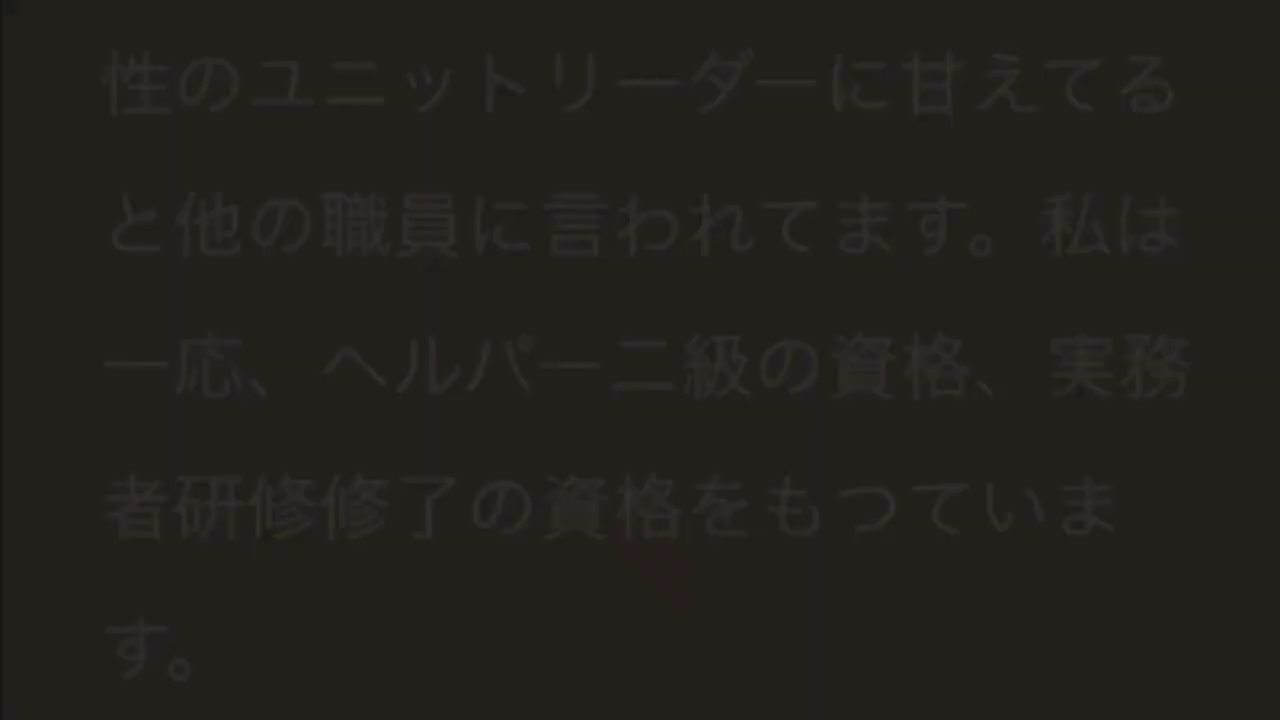 性のユニットリーダーに甘えてる
と他の職員に言われてます。私は
一応、ヘルパー二級の資格、実務
者研修修了の資格をもつていま
す。